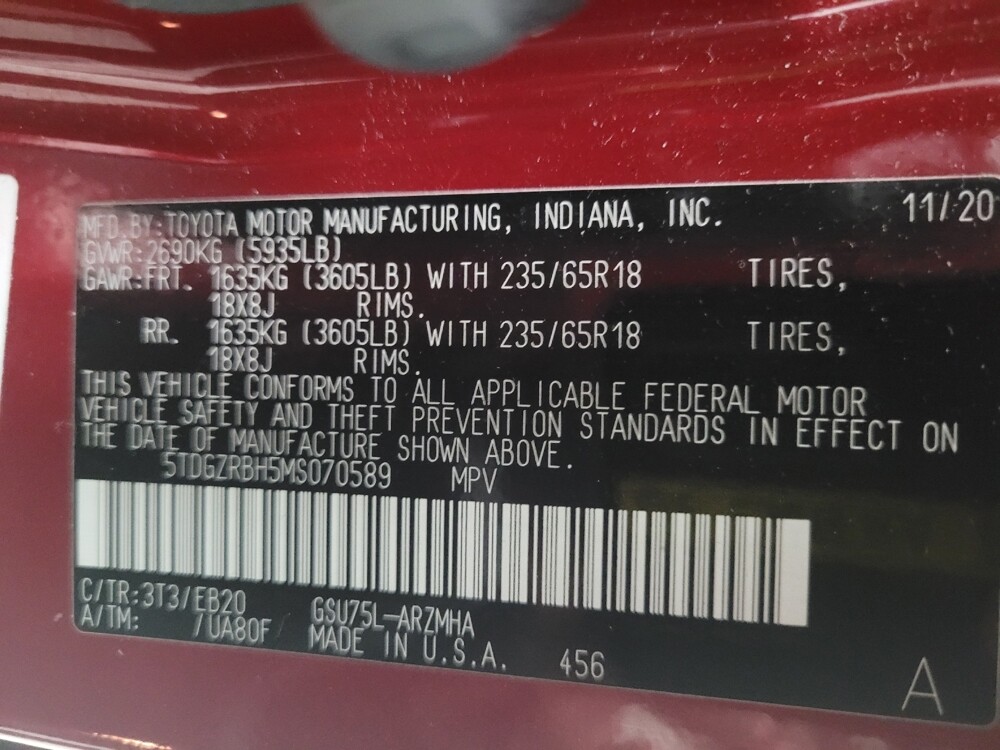 MFD.BY:TOYOTA MOTOR MANUFACTURING, INDIANA, INC. 11/20
GVWR:2690KG (5935LB)
GAWR:FRT. 1635KG (3605LB) WITH 235/65R18 TIRES,
18X8J RIMS.
RR. 1635KG (3605LB) WITH 235/65R18 TIRES,
18X8J RIMS.
THIS VEHICLE CONFORMS TO ALL APPLICABLE FEDERAL MOTOR
VEHICLE SAFETY AND THEFT PREVENTION STANDARDS IN EFFECT ON
THE DATE OF MANUFACTURE SHOWN ABOVE.
5TDGZRBH5MS070589 MPV
C/TR:3T3/EB20 GSU75L-ARZMHA
A/TM: /UA80F MADE IN U.S.A. 456
A